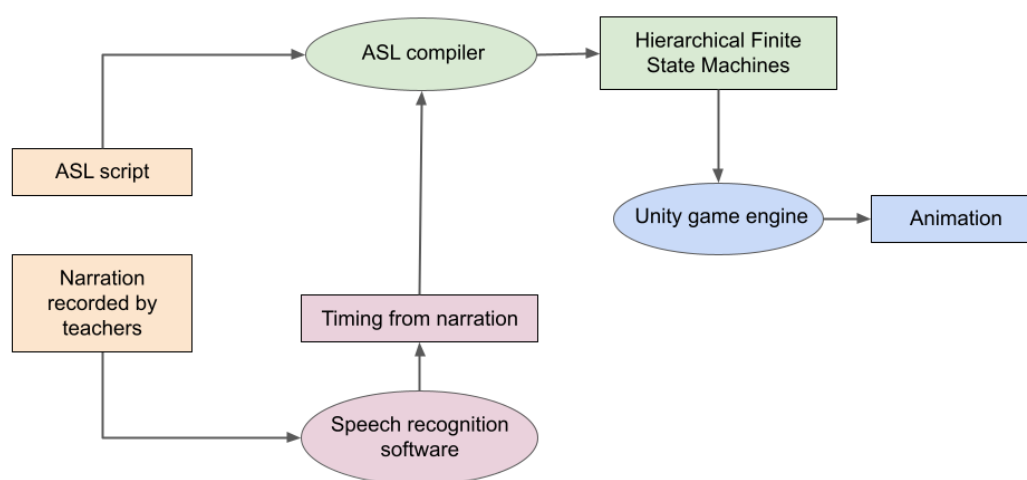 ASL compiler
Hierarchical Finite
State Machines
ASL script
Unity game engine
Animation
Narration
recorded by
teachers
Timing from narration
Speech recognition
software